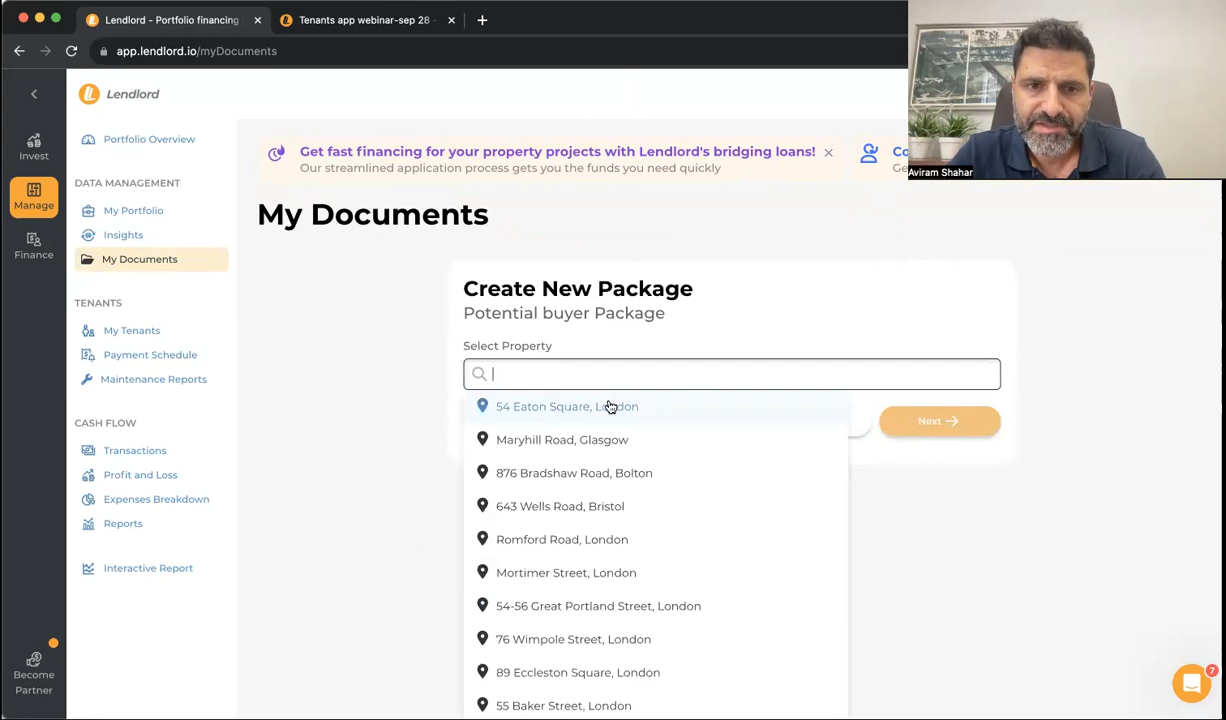 Lendlord - Portfolio financing
Tenants app webinar-sep 28 -
app.lendlord.io/myDocuments
Aviram Shahar
Lendlord
Invest
Manage
Finance
Become
Partner
Portfolio Overview
DATA MANAGEMENT
My Portfolio
Insights
My Documents
TENANTS
My Tenants
Payment Schedule
Maintenance Reports
CASH FLOW
Transactions
Profit and Loss
Expenses Breakdown
Reports
Interactive Report
Get fast financing for your property projects with Lendlord's bridging loans!
Our streamlined application process gets you the funds you need quickly
Co
Ge
My Documents
Create New Package
Potential buyer Package
Select Property
54 Eaton Square, London
Maryhill Road, Glasgow
876 Bradshaw Road, Bolton
643 Wells Road, Bristol
Romford Road, London
Mortimer Street, London
54-56 Great Portland Street, London
76 Wimpole Street, London
89 Eccleston Square, London
55 Baker Street, London
Next
7